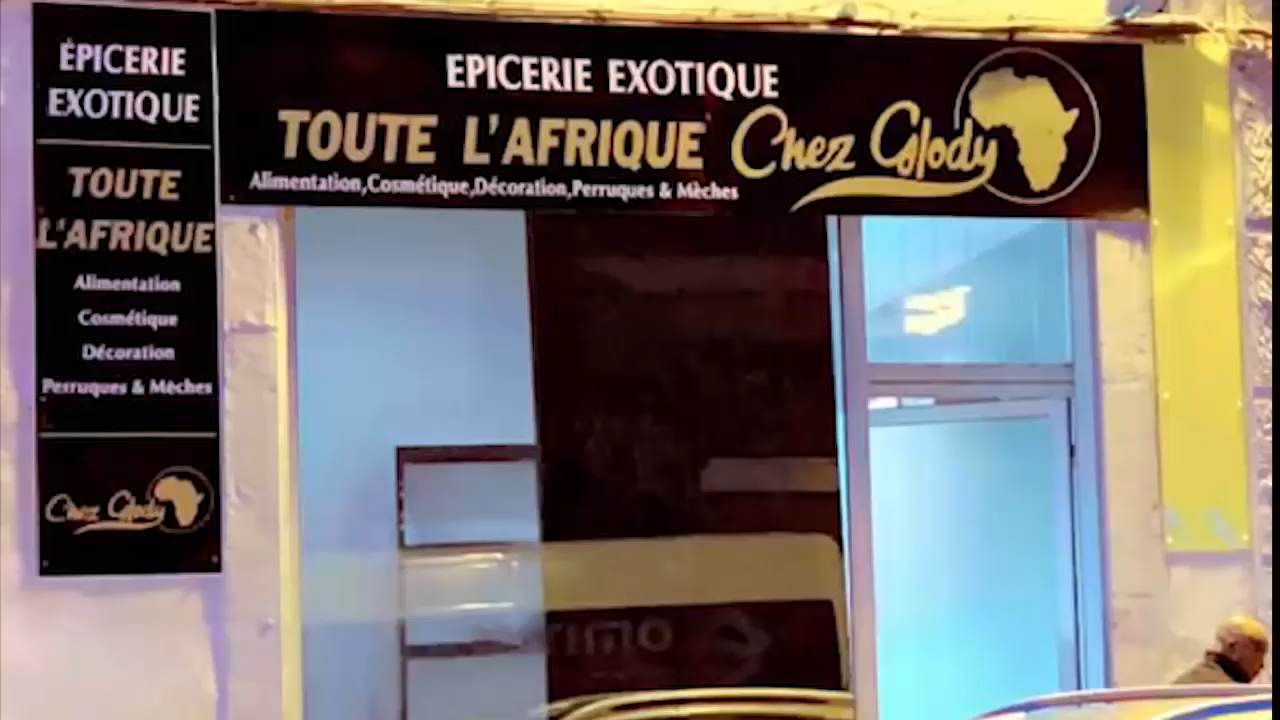 ÉPICERIE
EXOTIQUE
TOUTE
L'AFRIQUE
Alimentation
Cosmétique
Décoration
Perruques & Mèches
Chez Glody
EPICERIE EXOTIQUE
TOUTE L'AFRIQUE Chez Glody
Alimentation,Cosmétique,Décoration,Perruques & Mèches